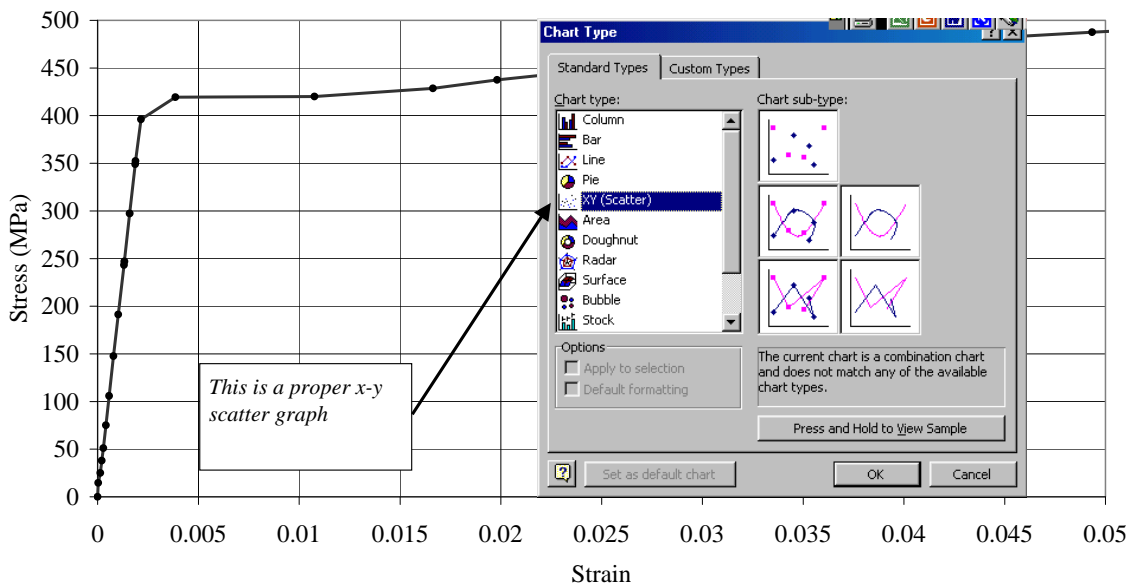 500
450
400
350
300
250
200
150
100
50
0
Stress (MPa)
0
0.005
0.01
0.015
0.02
0.025
0.03
0.035
0.04
0.045
0.05
Strain
This is a proper x-y
scatter graph
Chart Type
Standard Types
Custom Types
Chart type:
Column
Bar
Line
Pie
XY (Scatter)
Area
Doughnut
Radar
Surface
Bubble
Stock
Chart sub-type:
Options
Apply to selection
Default formatting
The current chart is a combination chart
and does not match any of the available
chart types.
Press and Hold to View Sample
Set as default chart
OK
Cancel